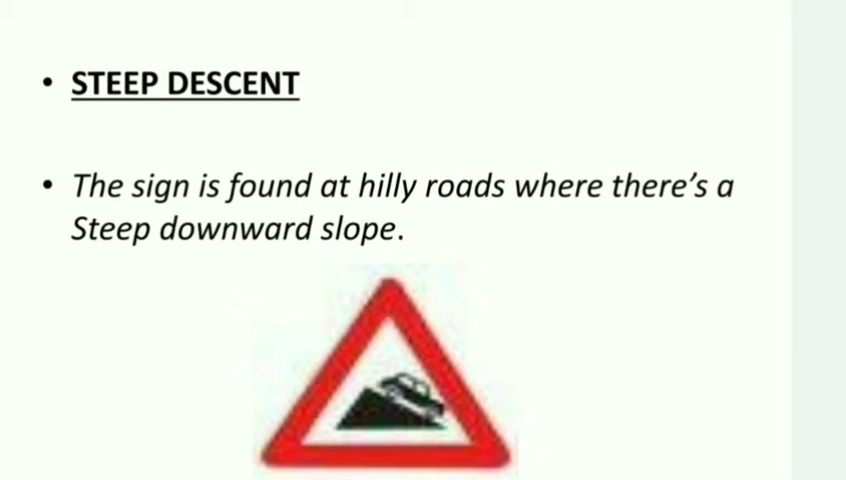 • STEEP DESCENT
• The sign is found at hilly roads where there's a
Steep downward slope.